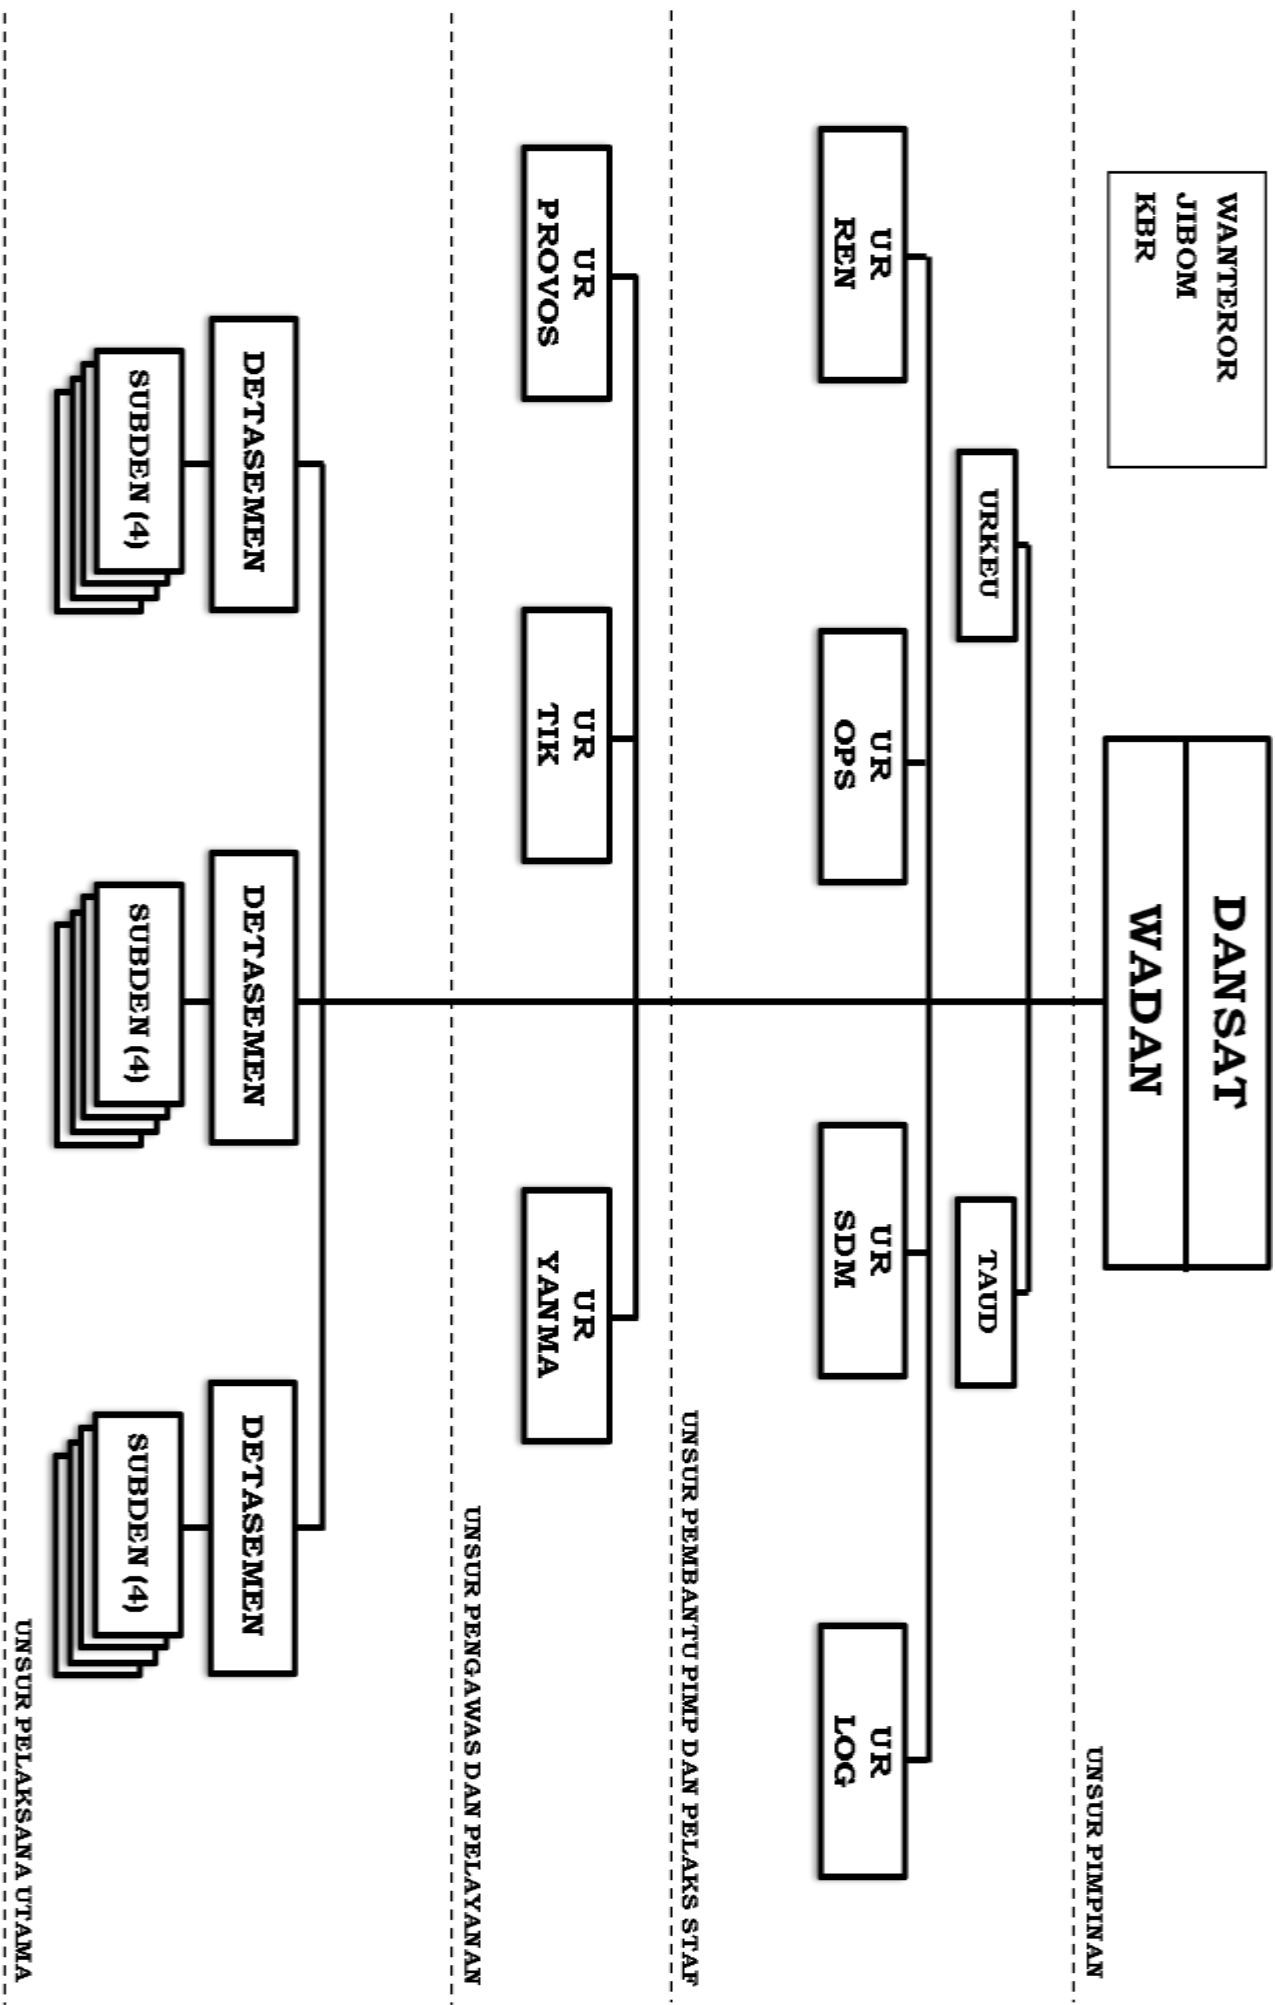 WANTEROR
JIBOM
KBR
DANSAT
WADAN
UNSUR PIMPINAN
URKEU
TAUD
UR
REN
UR
OPS
UR
SDM
UR
LOG
UNSUR PEMBANTU PIMP DAN PELAKS STAF
UR
PROVOS
UR
TIK
UR
YANMA
UNSUR PENGAWAS DAN PELAYANAN
DETASEMEN
DETASEMEN
DETASEMEN
SUBDEN (4)
SUBDEN (4)
SUBDEN (4)
UNSUR PELAKSANA UTAMA